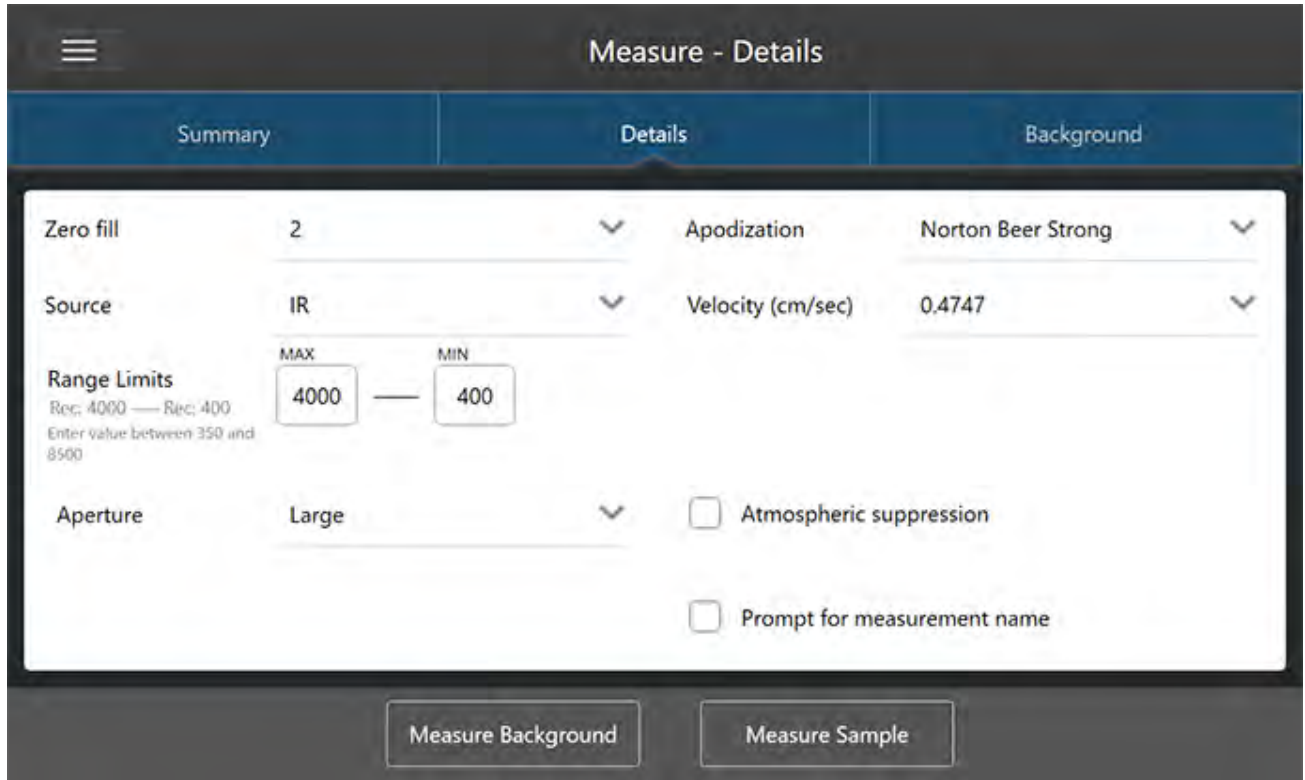 Measure - Details
Summary Details Background
Zero fill 2 Apodization Norton Beer Strong
Source IR Velocity (cm/sec) 0.4747
MAX MIN
Range Limits 4000 — 400
Rec: 4000 — Rec: 400
Enter value between 350 and
8500
Aperture Large Atmospheric suppression
Prompt for measurement name
Measure Background Measure Sample